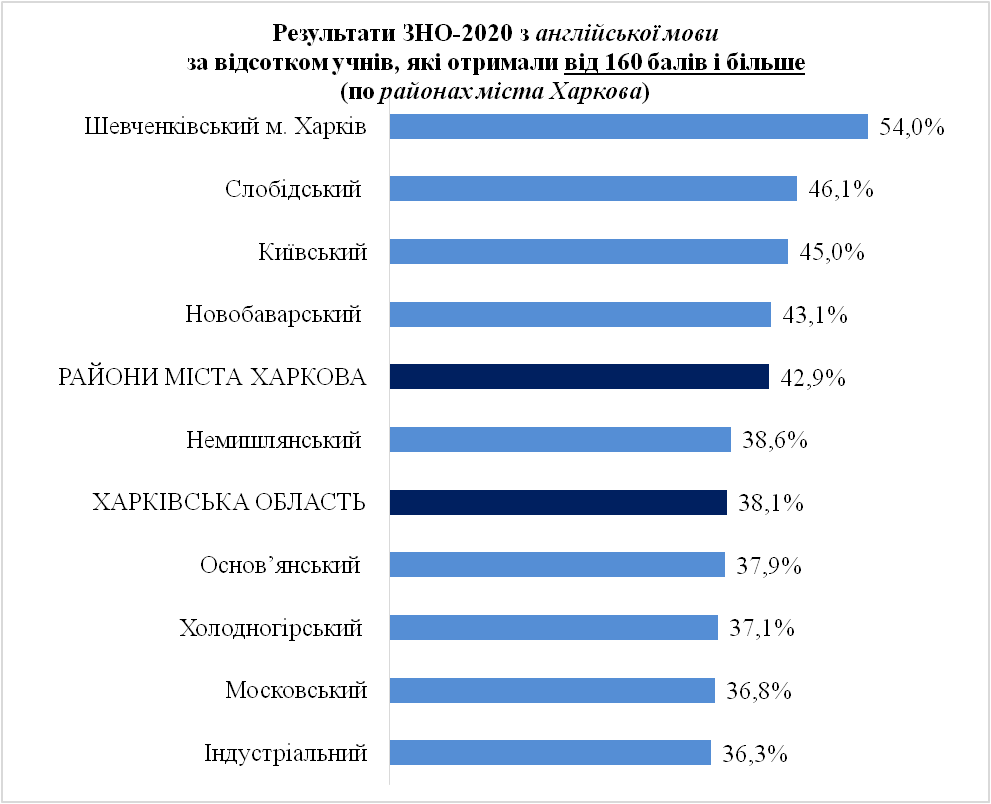 Результати ЗНО-2020 з англійської мови
за відсотком учнів, які отримали від 160 балів і більше
(по районах міста Харкова)
Шевченківський м. Харків 54,0%
Слобідський 46,1%
Київський 45,0%
Новобаварський 43,1%
РАЙОНИ МІСТА ХАРКОВА 42,9%
Немишлянський 38,6%
ХАРКІВСЬКА ОБЛАСТЬ 38,1%
Основ’янський 37,9%
Холодногірський 37,1%
Московський 36,8%
Індустріальний 36,3%